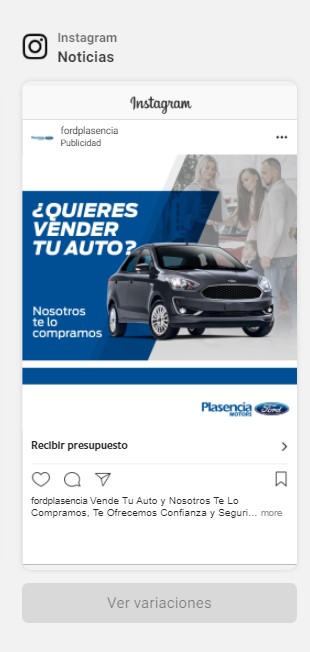 Instagram
Noticias
Instagram
fordplasencia
Publicidad
¿QUIERES
VENDER
TU AUTO?
Nosotros
te lo
compramos
Plasencia
MOTORS
Ford
Recibir presupuesto
fordplasencia Vende Tu Auto y Nosotros Te Lo
Compramos, Te Ofrecemos Confianza y Seguri... more
Ver variaciones